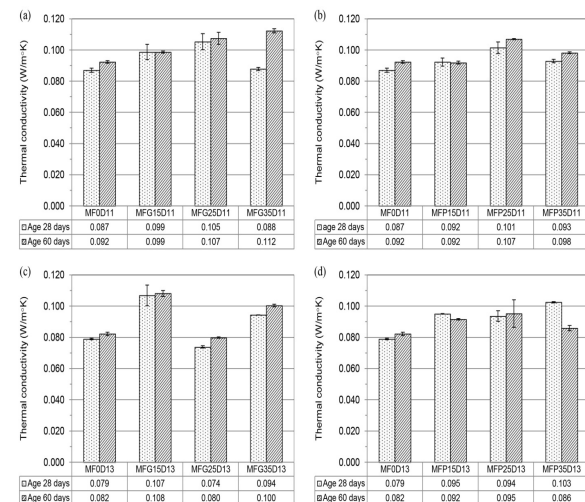 (a)
Thermal conductivity (W/m°K)
0.120
0.100
0.080
0.060
0.040
0.020
0.000
MF0D11 MFG15D11 MFG25D11 MFG35D11
Age 28 days 0.087 0.099 0.105 0.088
Age 60 days 0.092 0.099 0.107 0.112
(b)
Thermal conductivity (W/m°K)
0.120
0.100
0.080
0.060
0.040
0.020
0.000
MF0D11 MFP15D11 MFP25D11 MFP35D11
Age 28 days 0.087 0.092 0.101 0.093
Age 60 days 0.092 0.092 0.107 0.098
(c)
Thermal conductivity (W/m°K)
0.120
0.100
0.080
0.060
0.040
0.020
0.000
MF0D13 MFG15D13 MFG25D13 MFG35D13
Age 28 days 0.079 0.107 0.074 0.094
Age 60 days 0.082 0.108 0.080 0.100
(d)
Thermal conductivity (W/m°K)
0.120
0.100
0.080
0.060
0.040
0.020
0.000
MF0D13 MFP15D13 MFP25D13 MFP35D13
Age 28 days 0.079 0.095 0.094 0.103
Age 60 days 0.082 0.092 0.095 0.086